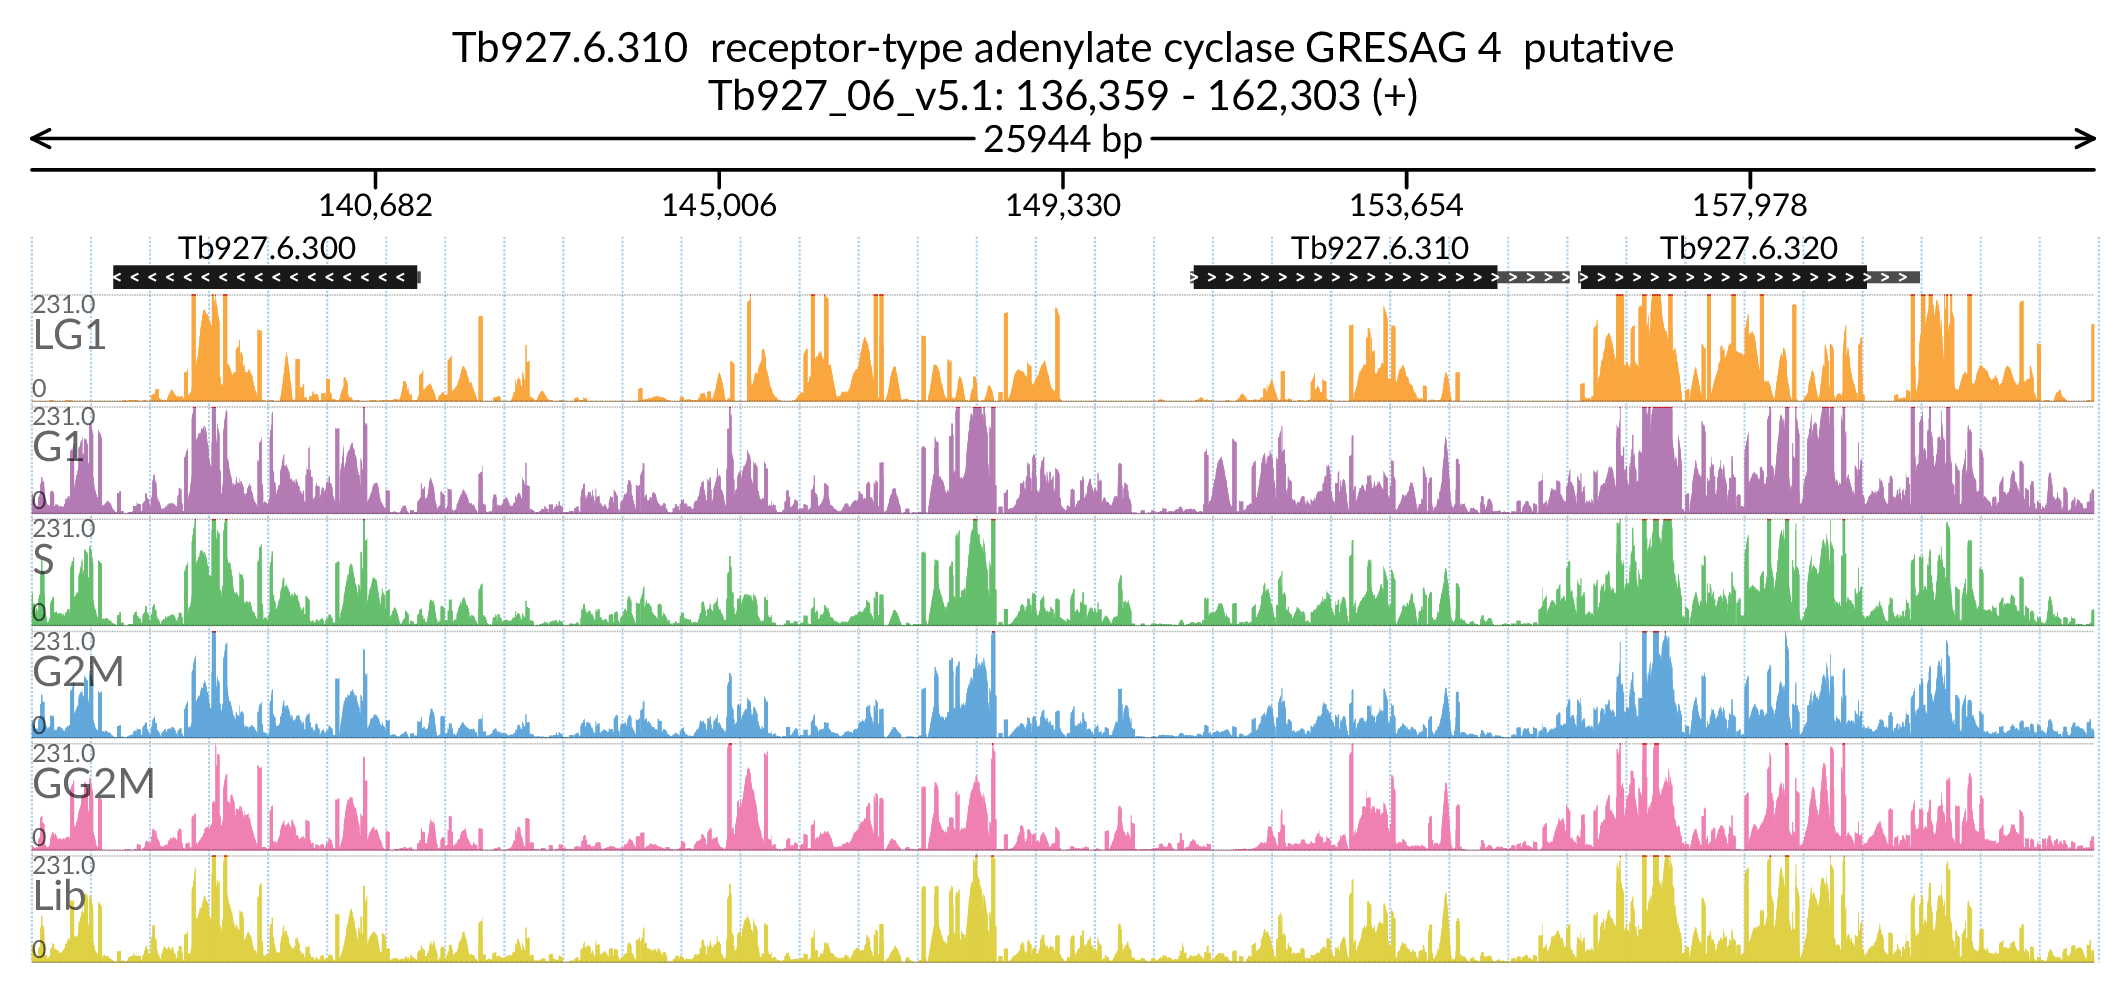 Tb927.6.310  receptor-type adenylate cyclase GRESAG 4  putative
Tb927_06_v5.1: 136,359 - 162,303 (+)
25944 bp
140,682 145,006 149,330 153,654 157,978
Tb927.6.300 Tb927.6.310 Tb927.6.320
231.0
LG1
0
231.0
G1
0
231.0
S
0
231.0
G2M
0
231.0
GG2M
0
231.0
Lib
0